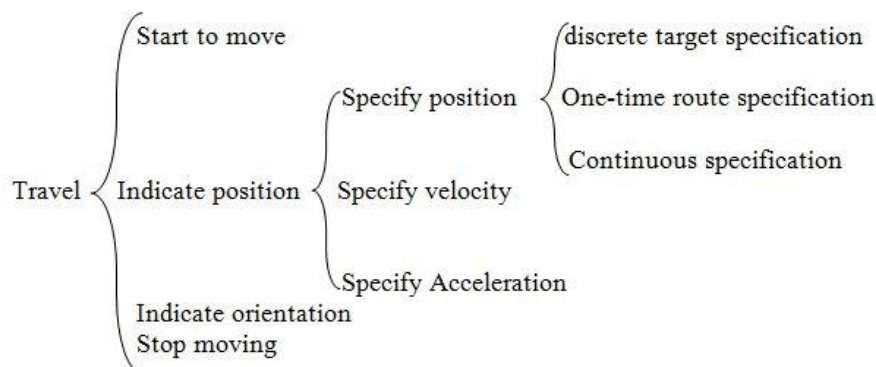 Start to move
discrete target specification
Specify position
One-time route specification
Continuous specification
Travel
Indicate position
Specify velocity
Specify Acceleration
Indicate orientation
Stop moving